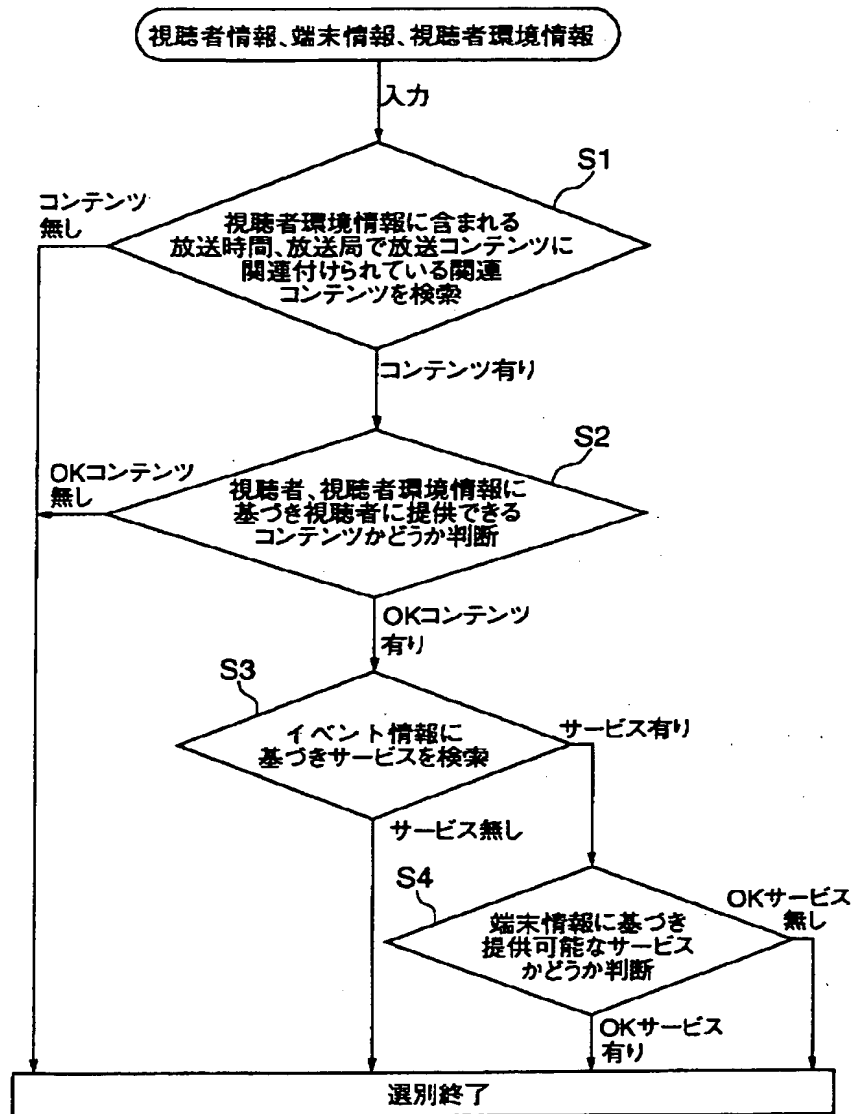 視聴者情報、端末情報、視聴者環境情報
入力
S1
コンテンツ
無し
視聴者環境情報に含まれる
放送時間、放送局で放送コンテンツに
関連付けられている関連
コンテンツを検索
コンテンツ有り
S2
OKコンテンツ
無し
視聴者、視聴者環境情報に
基づき視聴者に提供できる
コンテンツかどうか判断
OKコンテンツ
有り
S3
イベント情報に
基づきサービスを検索
サービス有り
サービス無し
S4
OKサービス
無し
端末情報に基づき
提供可能なサービス
かどうか判断
OKサービス
有り
選別終了